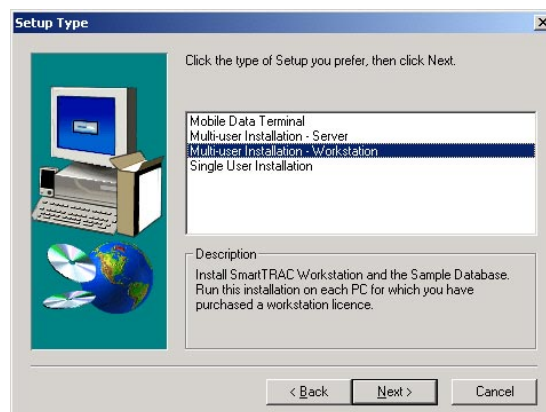 Setup Type
Click the type of Setup you prefer, then click Next.
Mobile Data Terminal
Multi-user Installation - Server
Multi-user Installation - Workstation
Single User Installation
Description
Install SmartTRAC Workstation and the Sample Database.
Run this installation on each PC for which you have
purchased a workstation licence.
< Back
Next >
Cancel